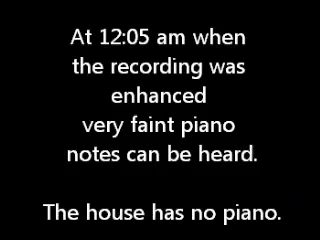 At 12:05 am when
the recording was
enhanced
very faint piano
notes can be heard.
The house has no piano.